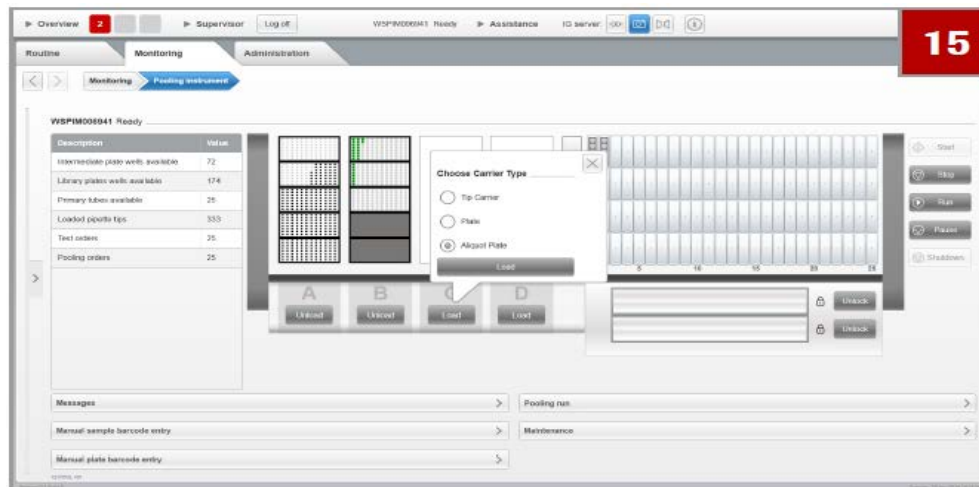 Overview 2 Supervisor Log off WSPIM006941 Ready Assistance IG server:
15
Routine Monitoring Administration
Monitoring Pooling instrument
WSPIM006941 Ready
Description Value
Intermediate plate wells available 72
Library plates wells available 174
Primary tubes available 25
Loaded pipette tips 333
Test orders 25
Pooling orders 25
Choose Carrier Type
Tip Carrier
Plate
Aliquot Plate
Load
Start
Stop
Run
Pause
Shutdown
5 10 15 20 25
A B C D
Unload Unload Load Load
Unlock
Unlock
Messages
Pooling run
Manual sample barcode entry
Maintenance
Manual plate barcode entry